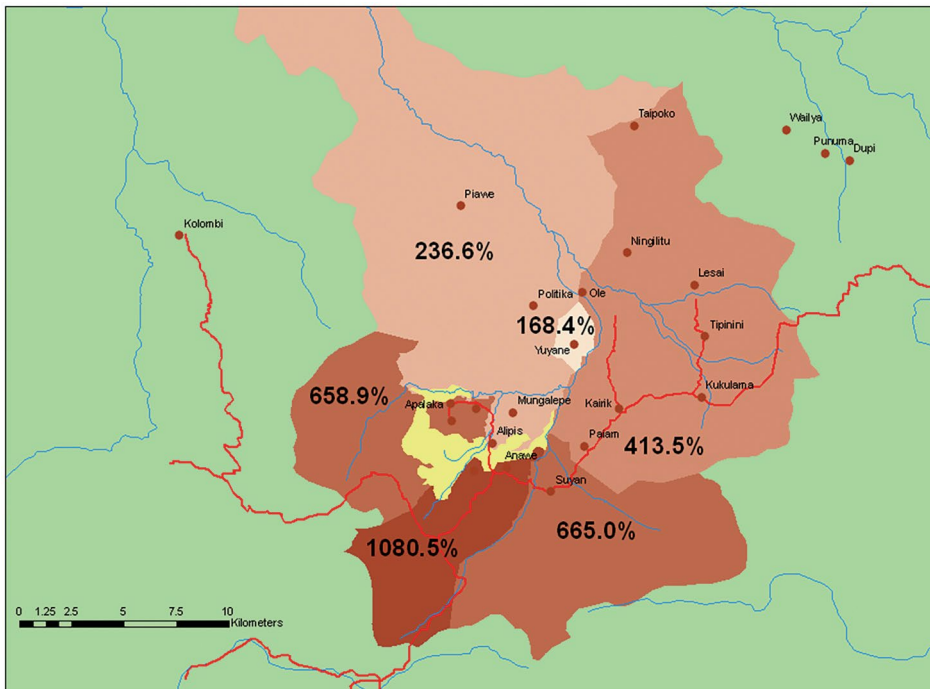 Taipoko
Wailya
Punuma
Dupi
Piawe
Kolombi
236.6%
Ningilitu
Lesai
Politika
Ole
168.4%
Tipinini
Yuyane
658.9%
Apalaka
Mungalepe
Kairik
Kukulama
Alipis
Paiam
413.5%
Anawe
Suyan
1080.5%
665.0%
0 1.25 2.5 5 7.5 10
Kilometers